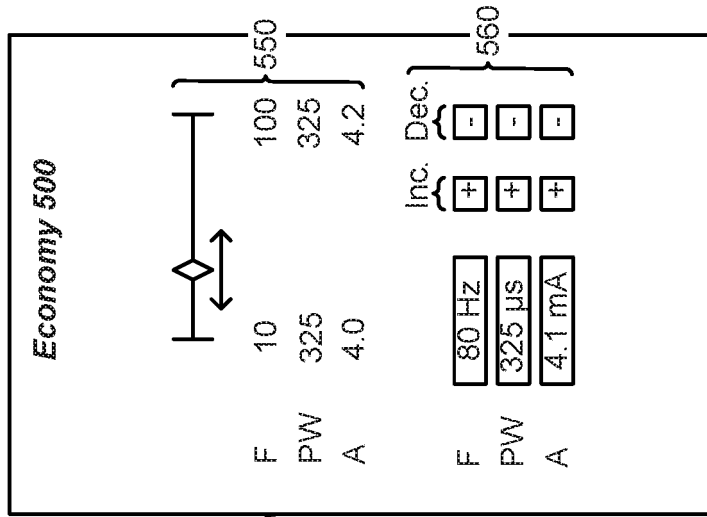 Economy 500
550
F 10 100
PW 325 325
A 4.0 4.2
560
Inc. Dec.
F 80 Hz + -
PW 325 µs + -
A 4.1 mA + -